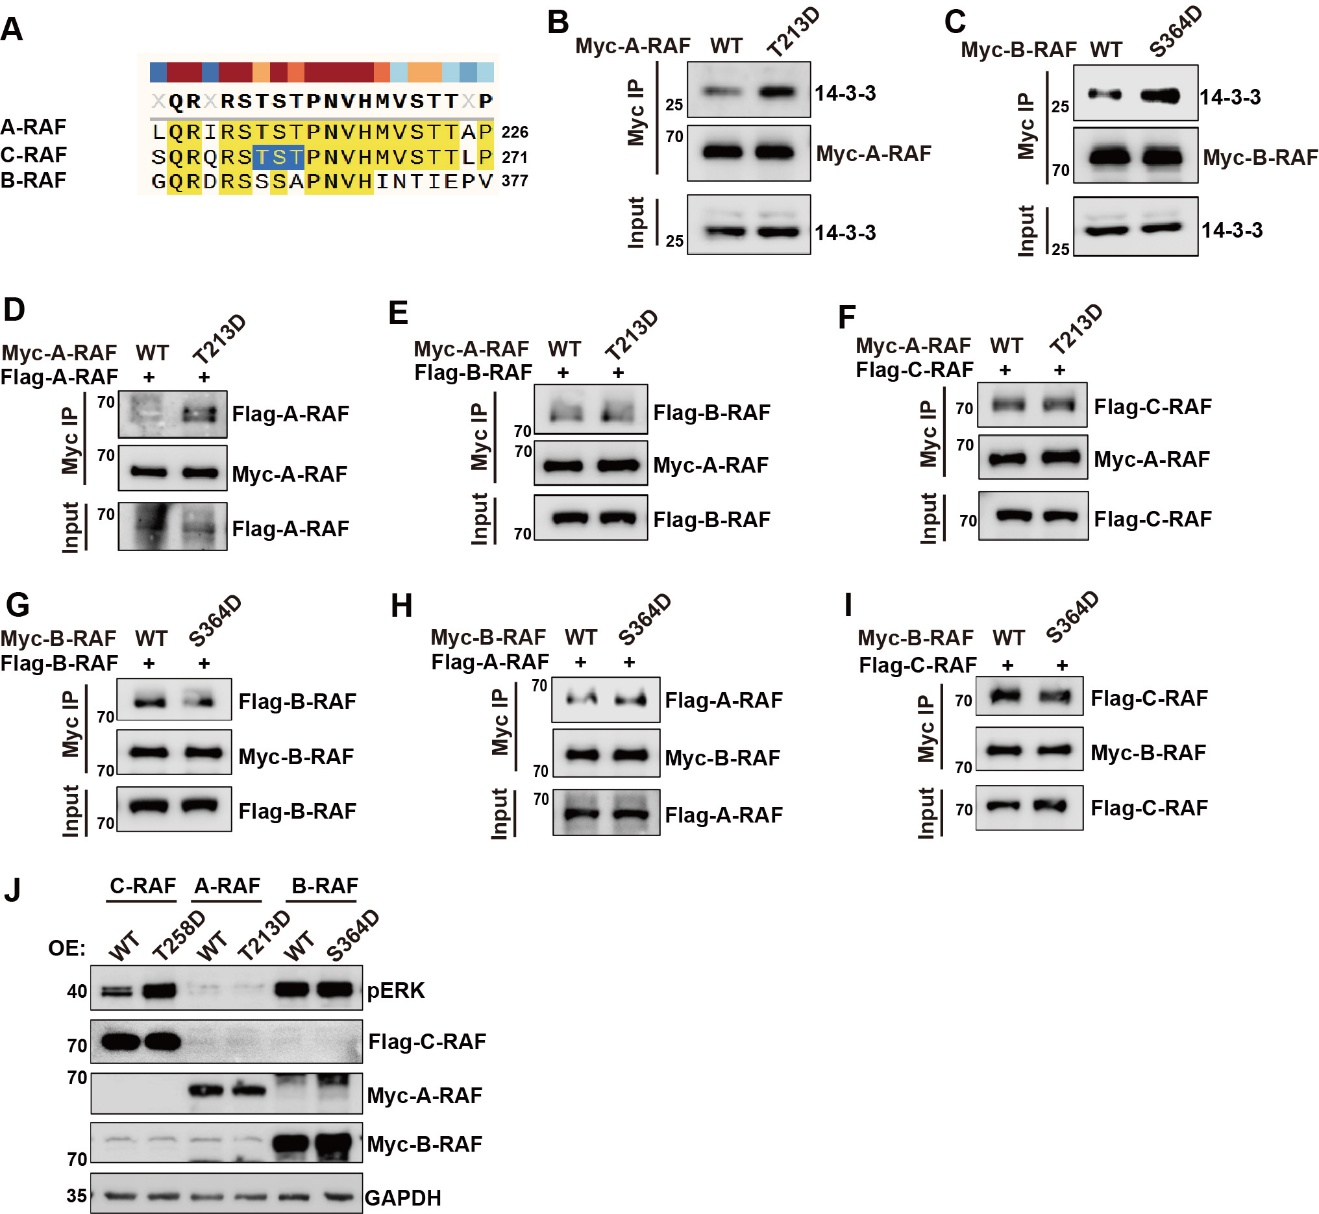 A
XQRXRSTSTPNVHMVSTTXP
A-RAF LQRIRSTSTPNVHMVSTTAP 226
C-RAF SQRQRSTSTPNVHMVSTTLP 271
B-RAF GQRDRSSSAPNVHINTIEPV 377
B
Myc-A-RAF WT T213D
Myc IP
25 14-3-3
70 Myc-A-RAF
Input
25 14-3-3
C
Myc-B-RAF WT S364D
Myc IP
25 14-3-3
70 Myc-B-RAF
Input
25 14-3-3
D
Myc-A-RAF WT T213D
Flag-A-RAF + +
Myc IP
70 Flag-A-RAF
70 Myc-A-RAF
Input
70 Flag-A-RAF
E
Myc-A-RAF WT T213D
Flag-B-RAF + +
Myc IP
70 Flag-B-RAF
70 Myc-A-RAF
Input
70 Flag-B-RAF
F
Myc-A-RAF WT T213D
Flag-C-RAF + +
Myc IP
70 Flag-C-RAF
70 Myc-A-RAF
Input
70 Flag-C-RAF
G
Myc-B-RAF WT S364D
Flag-B-RAF + +
Myc IP
70 Flag-B-RAF
70 Myc-B-RAF
Input
70 Flag-B-RAF
H
Myc-B-RAF WT S364D
Flag-A-RAF + +
Myc IP
70 Flag-A-RAF
70 Myc-B-RAF
Input
70 Flag-A-RAF
I
Myc-B-RAF WT S364D
Flag-C-RAF + +
Myc IP
70 Flag-C-RAF
70 Myc-B-RAF
Input
70 Flag-C-RAF
J
C-RAF A-RAF B-RAF
OE: WT T258D WT T213D WT S364D
40 pERK
70 Flag-C-RAF
70 Myc-A-RAF
70 Myc-B-RAF
35 GAPDH